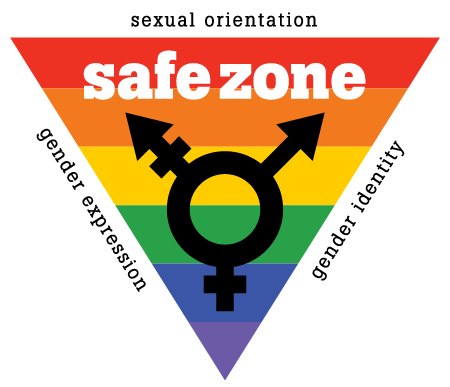 sexual orientation
safe zone
gender expression
gender identity